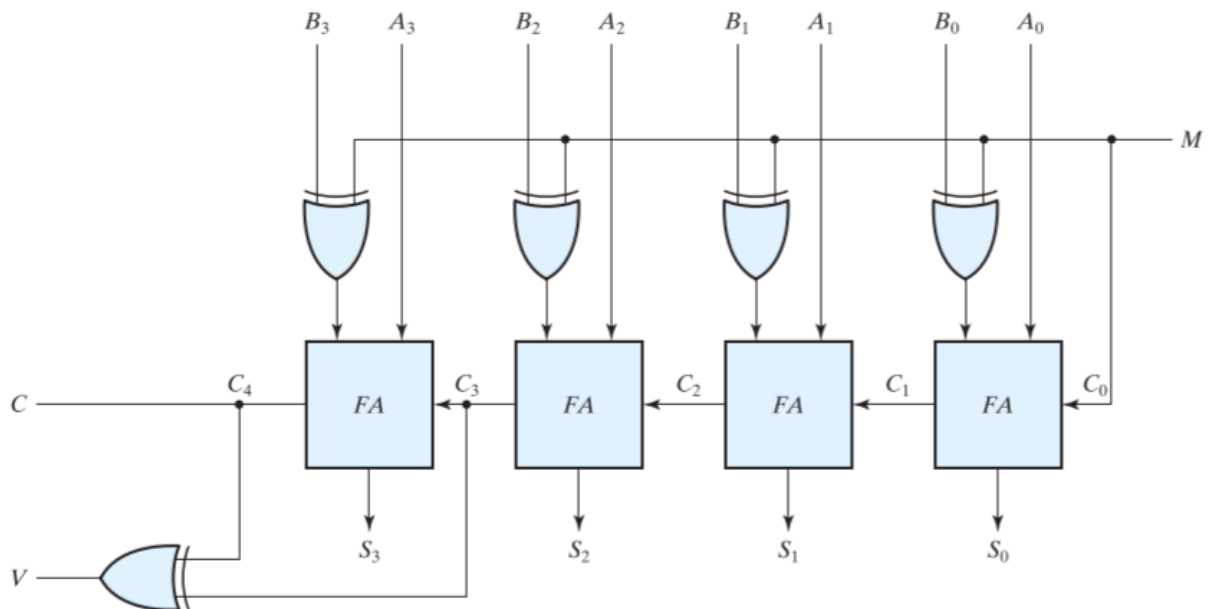 B₃ A₃ B₂ A₂ B₁ A₁ B₀ A₀
M
C₄ C₃ C₂ C₁ C₀
C FA FA FA FA
S₃ S₂ S₁ S₀
V